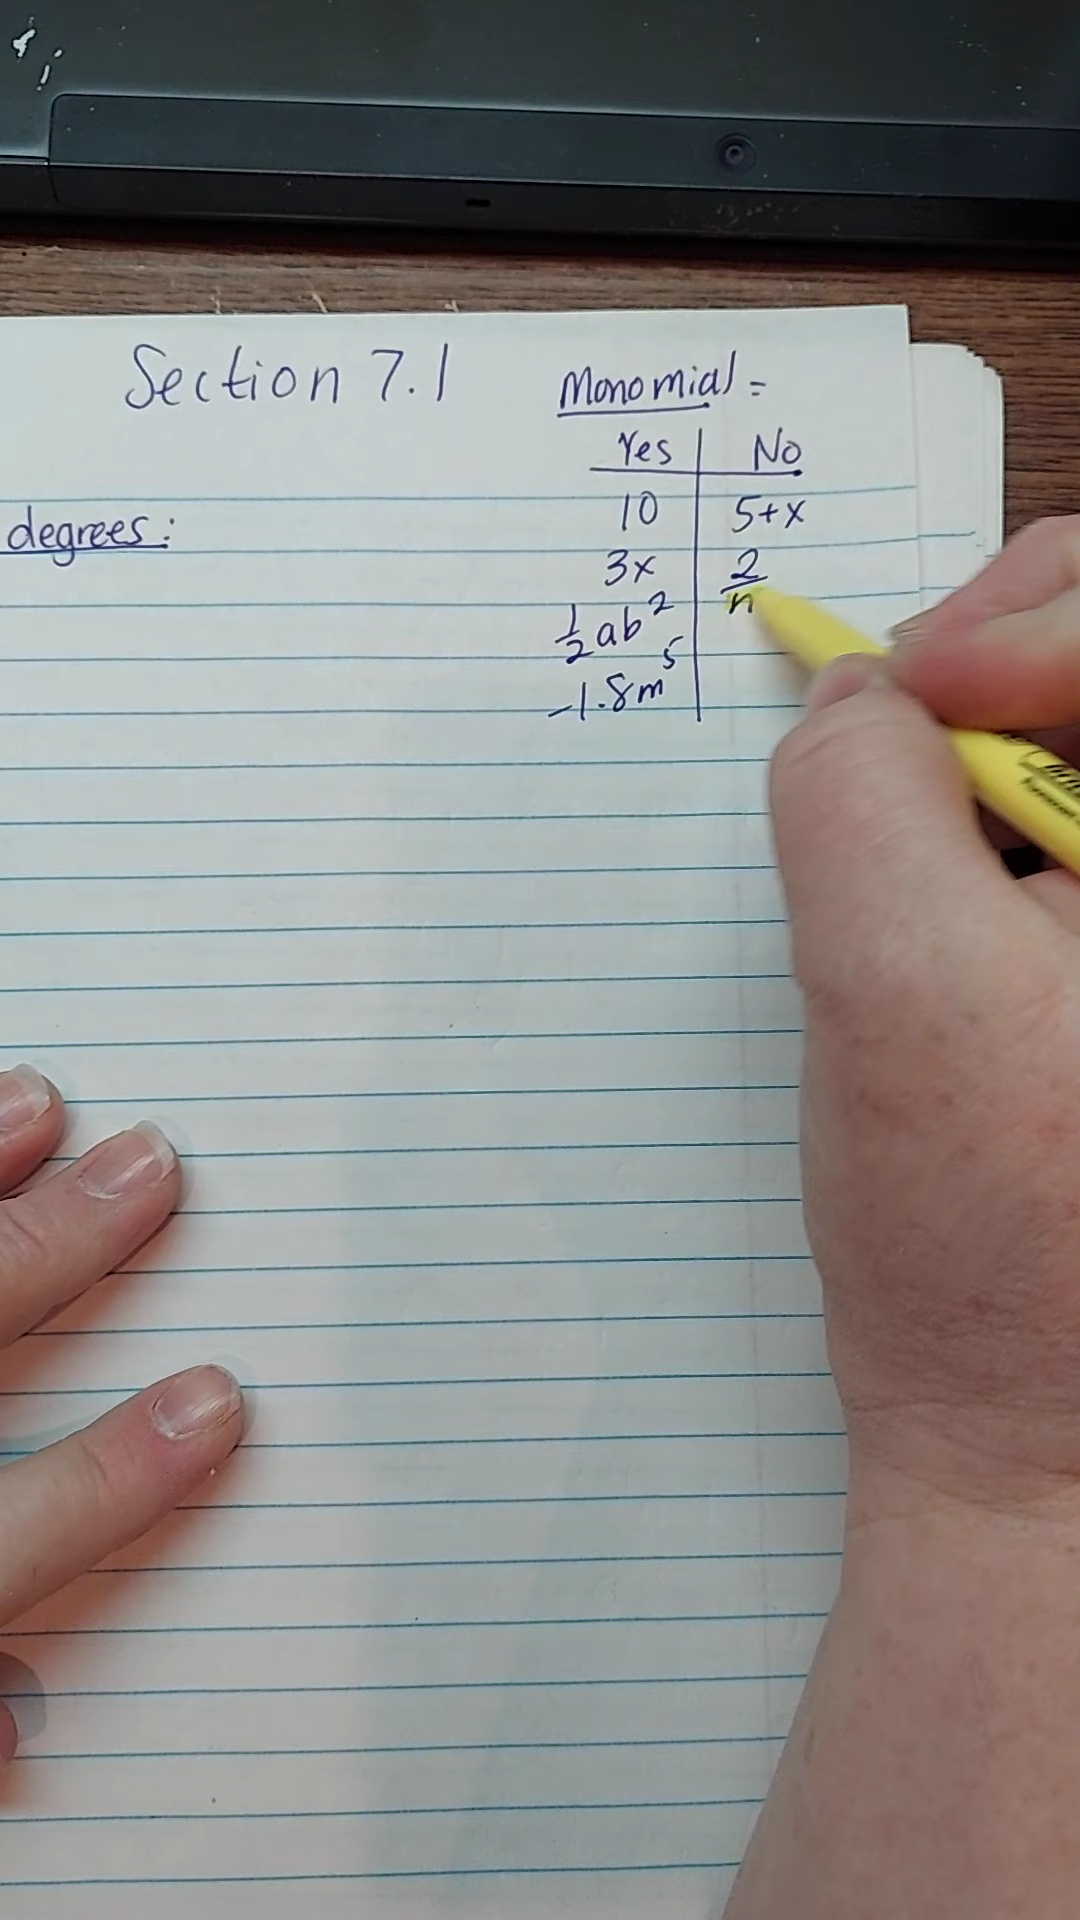 Section 7.1
Monomial =
Yes No
10 5+x
3x 2/n
½ab²
-1.8m⁵
degrees: